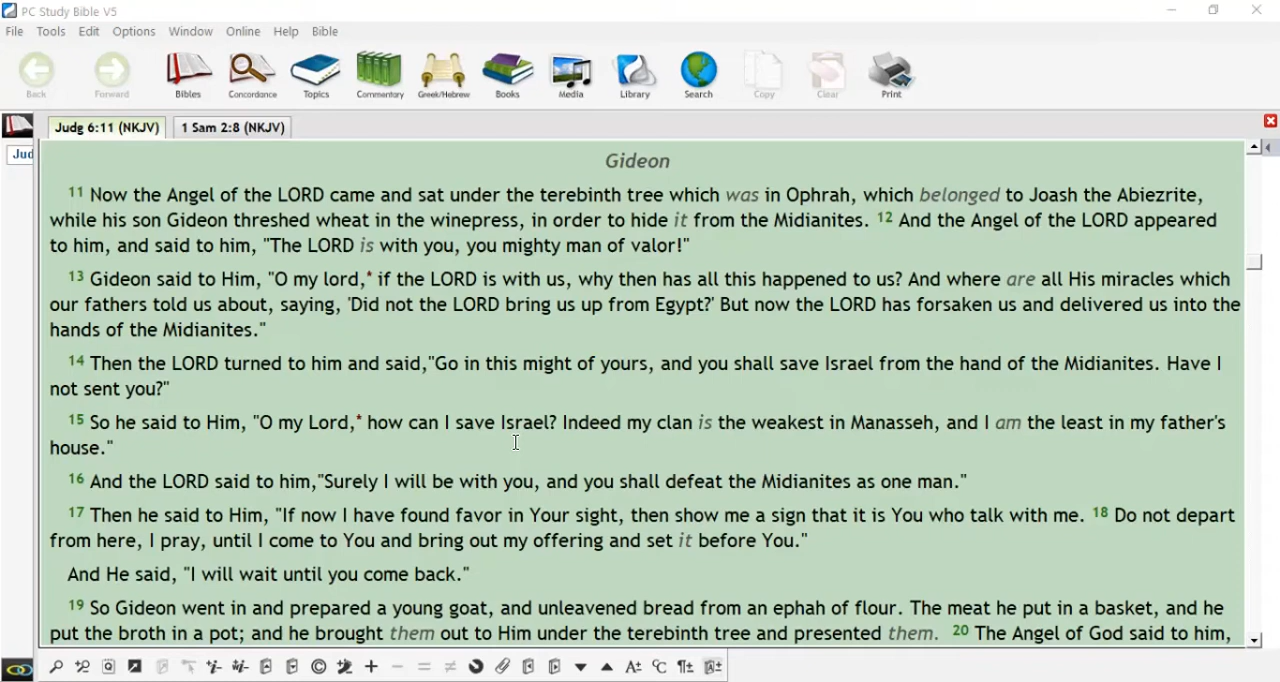 PC Study Bible V5
File Tools Edit Options Window Online Help Bible
Back Forward Bibles Concordance Topics Commentary Greek/Hebrew Books Media Library Search Copy Clear Print
Judg 6:11 (NKJV) 1 Sam 2:8 (NKJV)
Jud
Gideon
11 Now the Angel of the LORD came and sat under the terebinth tree which was in Ophrah, which belonged to Joash the Abiezrite,
while his son Gideon threshed wheat in the winepress, in order to hide it from the Midianites. 12 And the Angel of the LORD appeared
to him, and said to him, "The LORD is with you, you mighty man of valor!"
13 Gideon said to Him, "O my lord,* if the LORD is with us, why then has all this happened to us? And where are all His miracles which
our fathers told us about, saying, 'Did not the LORD bring us up from Egypt?' But now the LORD has forsaken us and delivered us into the
hands of the Midianites."
14 Then the LORD turned to him and said,"Go in this might of yours, and you shall save Israel from the hand of the Midianites. Have I
not sent you?"
15 So he said to Him, "O my Lord,* how can I save Israel? Indeed my clan is the weakest in Manasseh, and I am the least in my father's
house."
16 And the LORD said to him,"Surely I will be with you, and you shall defeat the Midianites as one man."
17 Then he said to Him, "If now I have found favor in Your sight, then show me a sign that it is You who talk with me. 18 Do not depart
from here, I pray, until I come to You and bring out my offering and set it before You."
And He said, "I will wait until you come back."
19 So Gideon went in and prepared a young goat, and unleavened bread from an ephah of flour. The meat he put in a basket, and he
put the broth in a pot; and he brought them out to Him under the terebinth tree and presented them. 20 The Angel of God said to him,